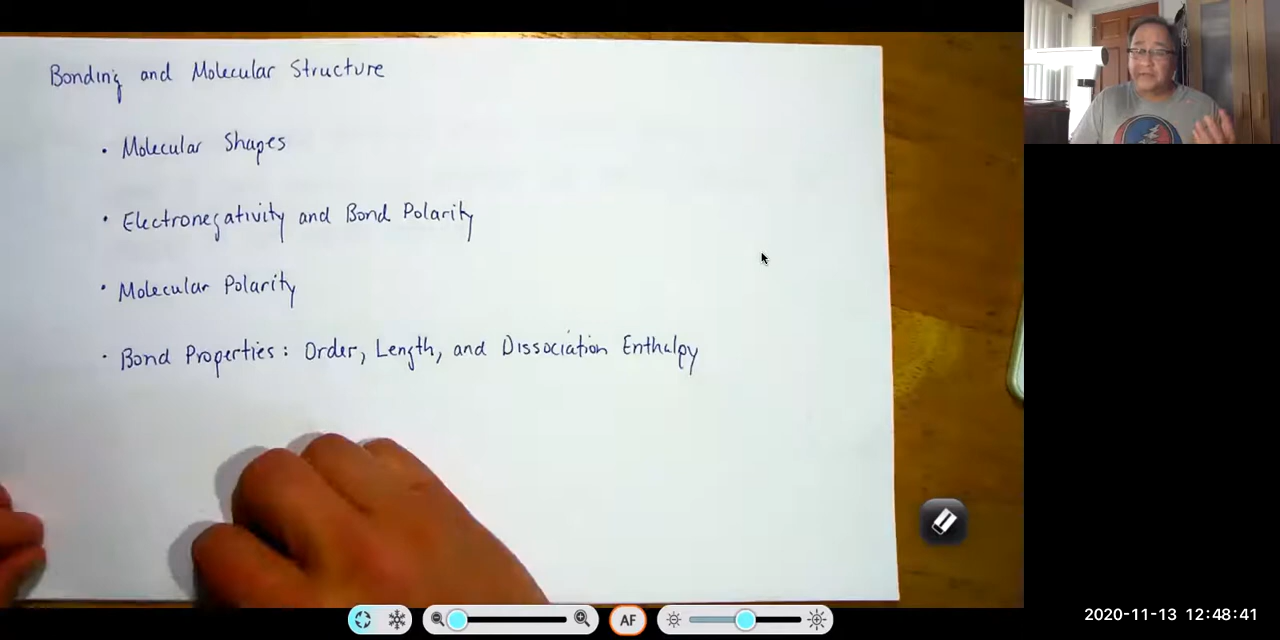 Bonding and Molecular Structure
• Molecular Shapes
• Electronegativity and Bond Polarity
• Molecular Polarity
• Bond Properties: Order, Length, and Dissociation Enthalpy
AF
2020-11-13 12:48:41